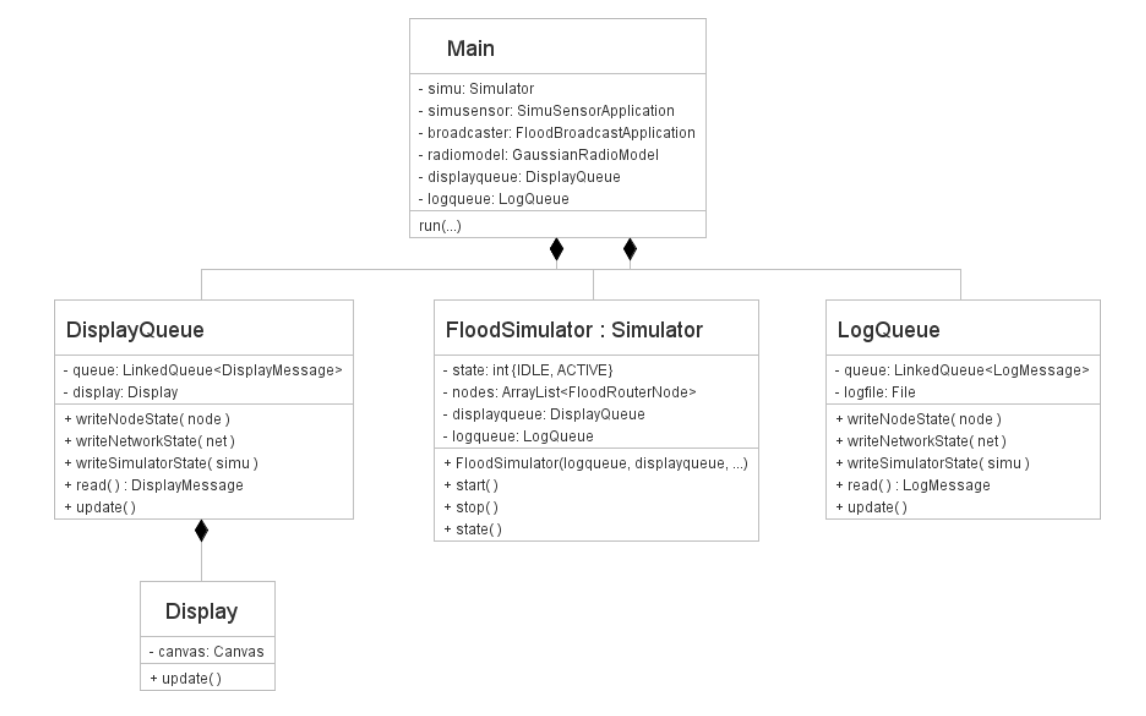 Main
- simu: Simulator
- simusensor: SimuSensorApplication
- broadcaster: FloodBroadcastApplication
- radiomodel: GaussianRadioModel
- displayqueue: DisplayQueue
- logqueue: LogQueue
run(...)
DisplayQueue
- queue: LinkedQueue<DisplayMessage>
- display: Display
+ writeNodeState( node )
+ writeNetworkState( net )
+ writeSimulatorState( simu )
+ read() : DisplayMessage
+ update( )
FloodSimulator : Simulator
- state: int {IDLE, ACTIVE}
- nodes: ArrayList<FloodRouterNode>
- displayqueue: DisplayQueue
- logqueue: LogQueue
+ FloodSimulator(logqueue, displayqueue, ...)
+ start( )
+ stop( )
+ state( )
LogQueue
- queue: LinkedQueue<LogMessage>
- logfile: File
+ writeNodeState( node )
+ writeNetworkState( net )
+ writeSimulatorState( simu )
+ read() : LogMessage
+ update( )
Display
- canvas: Canvas
+ update( )